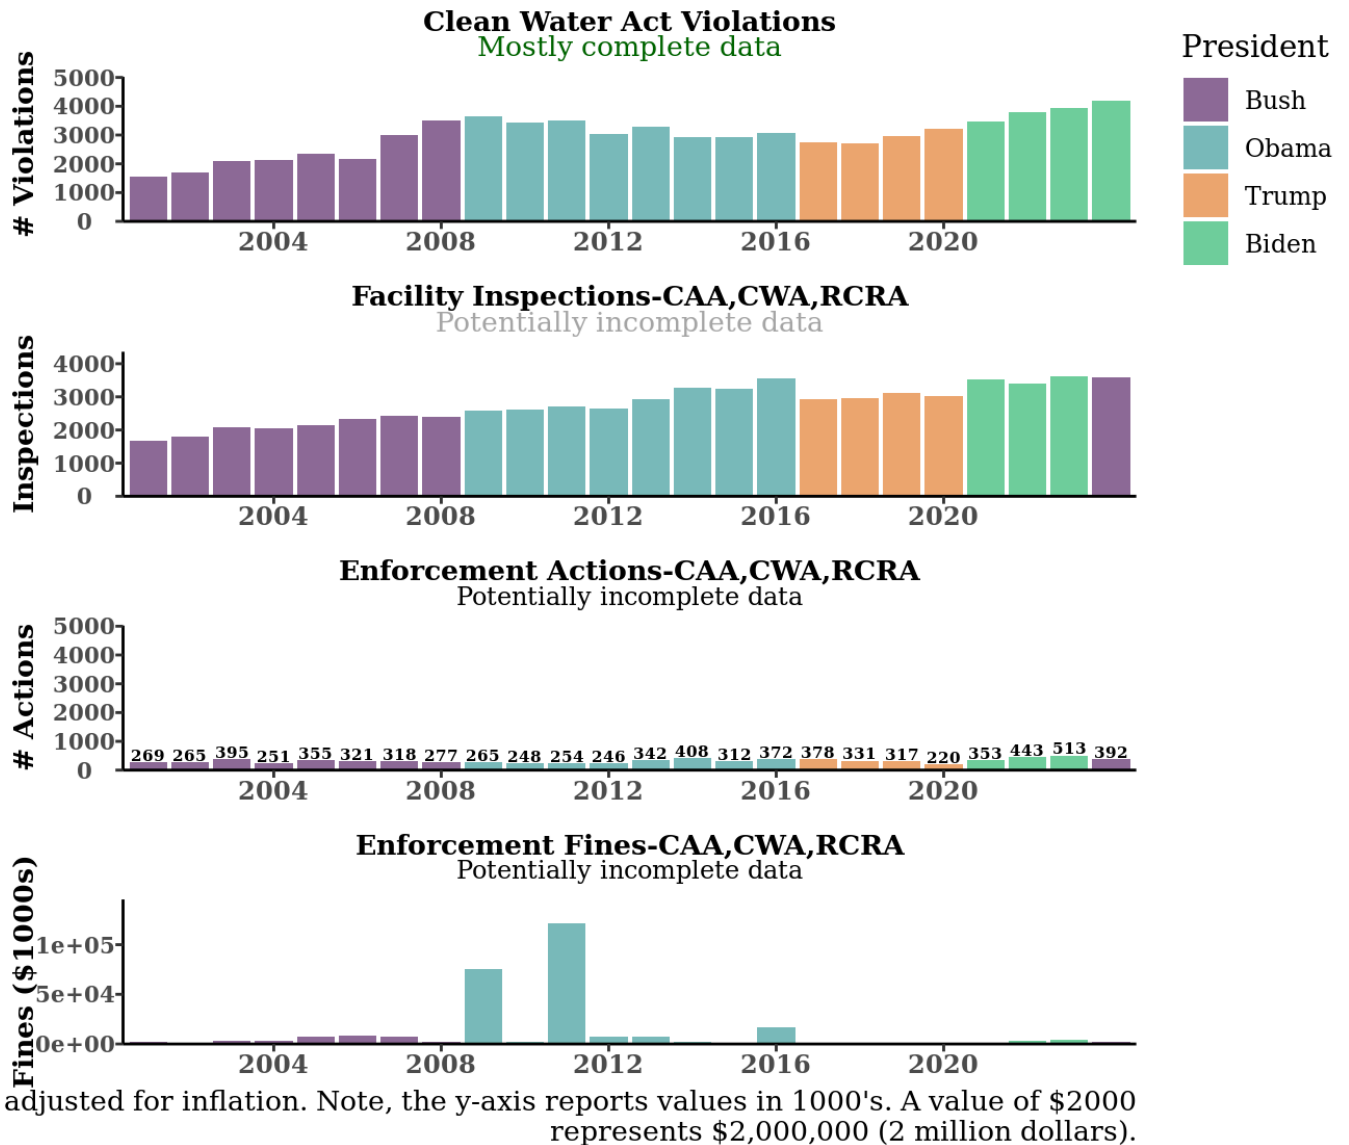 Clean Water Act Violations
Mostly complete data
# Violations
5000
4000
3000
2000
1000
0
2004 2008 2012 2016 2020
President
Bush
Obama
Trump
Biden
Facility Inspections-CAA,CWA,RCRA
Potentially incomplete data
Inspections
4000
3000
2000
1000
0
2004 2008 2012 2016 2020
Enforcement Actions-CAA,CWA,RCRA
Potentially incomplete data
# Actions
5000
4000
3000
2000
1000
0
269 265 395 251 355 321 318 277 265 248 254 246 342 408 312 372 378 331 317 220 353 443 513 392
2004 2008 2012 2016 2020
Enforcement Fines-CAA,CWA,RCRA
Potentially incomplete data
Fines ($1000s)
1e+05
5e+04
0e+00
2004 2008 2012 2016 2020
adjusted for inflation. Note, the y-axis reports values in 1000's. A value of $2000
represents $2,000,000 (2 million dollars).